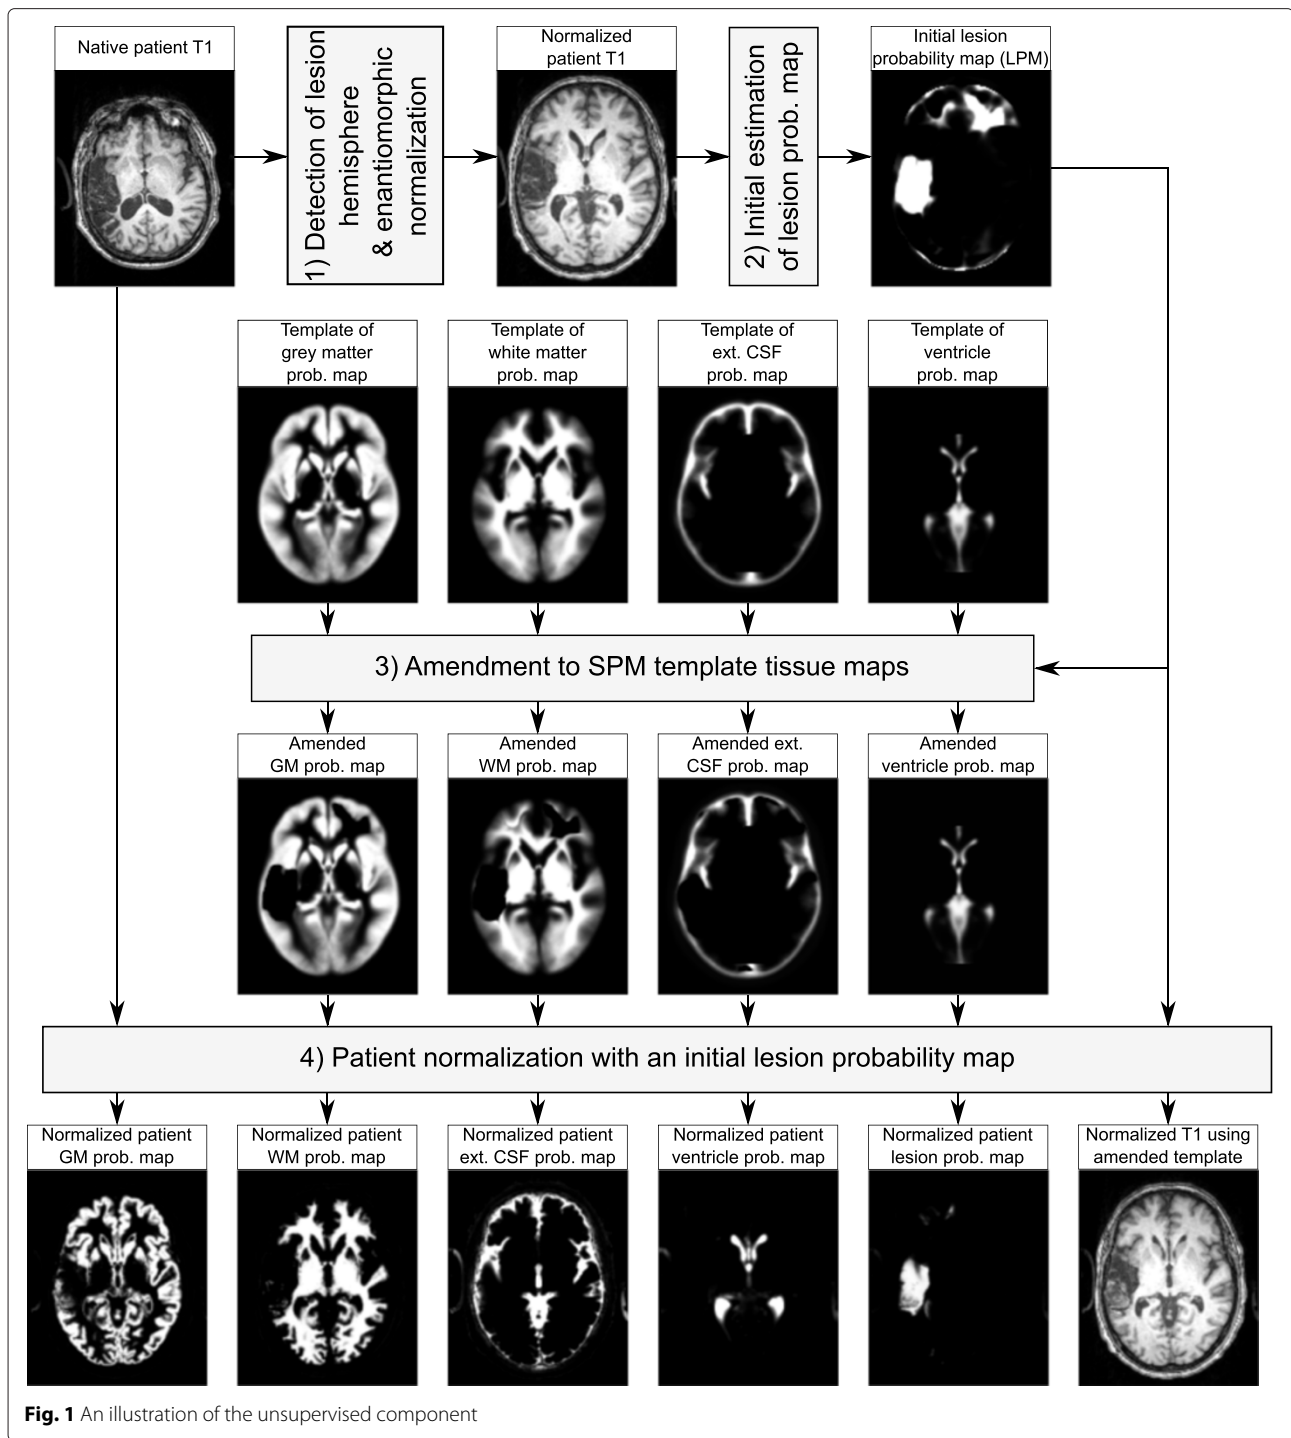 Native patient T1
1) Detection of lesion
hemisphere
& enantiomorphic
normalization
Normalized
patient T1
2) Initial estimation
of lesion prob. map
Initial lesion
probability map (LPM)
Template of
grey matter
prob. map
Template of
white matter
prob. map
Template of
ext. CSF
prob. map
Template of
ventricle
prob. map
3) Amendment to SPM template tissue maps
Amended
GM prob. map
Amended
WM prob. map
Amended ext.
CSF prob. map
Amended
ventricle prob. map
4) Patient normalization with an initial lesion probability map
Normalized patient
GM prob. map
Normalized patient
WM prob. map
Normalized patient
ext. CSF prob. map
Normalized patient
ventricle prob. map
Normalized patient
lesion prob. map
Normalized T1 using
amended template
Fig. 1 An illustration of the unsupervised component